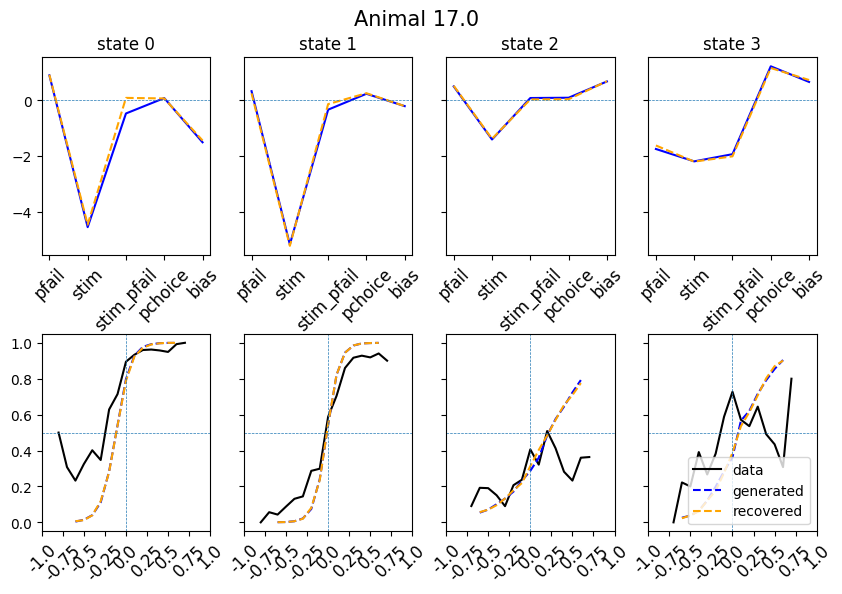 Animal 17.0
state 0 state 1 state 2 state 3
0
−2
−4
pfail stim stim_pfail pchoice bias pfail stim stim_pfail pchoice bias pfail stim stim_pfail pchoice bias pfail stim stim_pfail pchoice bias
1.0
0.8
0.6
0.4
0.2
0.0
data
generated
recovered
-1.0 -0.75 -0.5 -0.25 0.0 0.25 0.5 0.75 1.0 -1.0 -0.75 -0.5 -0.25 0.0 0.25 0.5 0.75 1.0 -1.0 -0.75 -0.5 -0.25 0.0 0.25 0.5 0.75 1.0 -1.0 -0.75 -0.5 -0.25 0.0 0.25 0.5 0.75 1.0